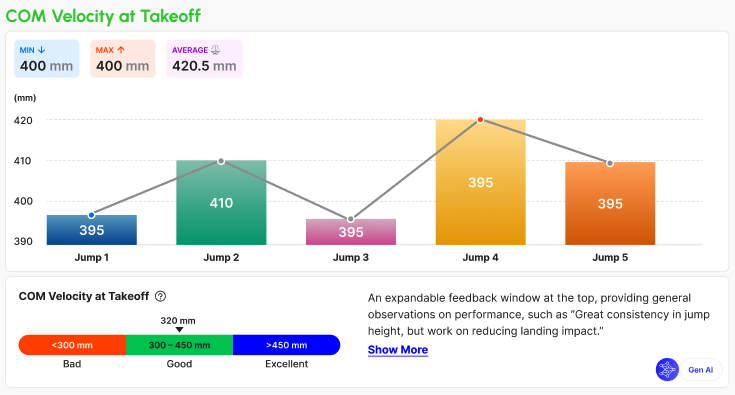 COM Velocity at Takeoff
MIN ↓
400 mm
MAX ↑
400 mm
AVERAGE
420.5 mm
(mm)
420
410
400
390
395
410
395
395
395
Jump 1
Jump 2
Jump 3
Jump 4
Jump 5
COM Velocity at Takeoff ?
320 mm
<300 mm
300 – 450 mm
>450 mm
Bad
Good
Excellent
An expandable feedback window at the top, providing general
observations on performance, such as “Great consistency in jump
height, but work on reducing landing impact.”
Show More
Gen AI